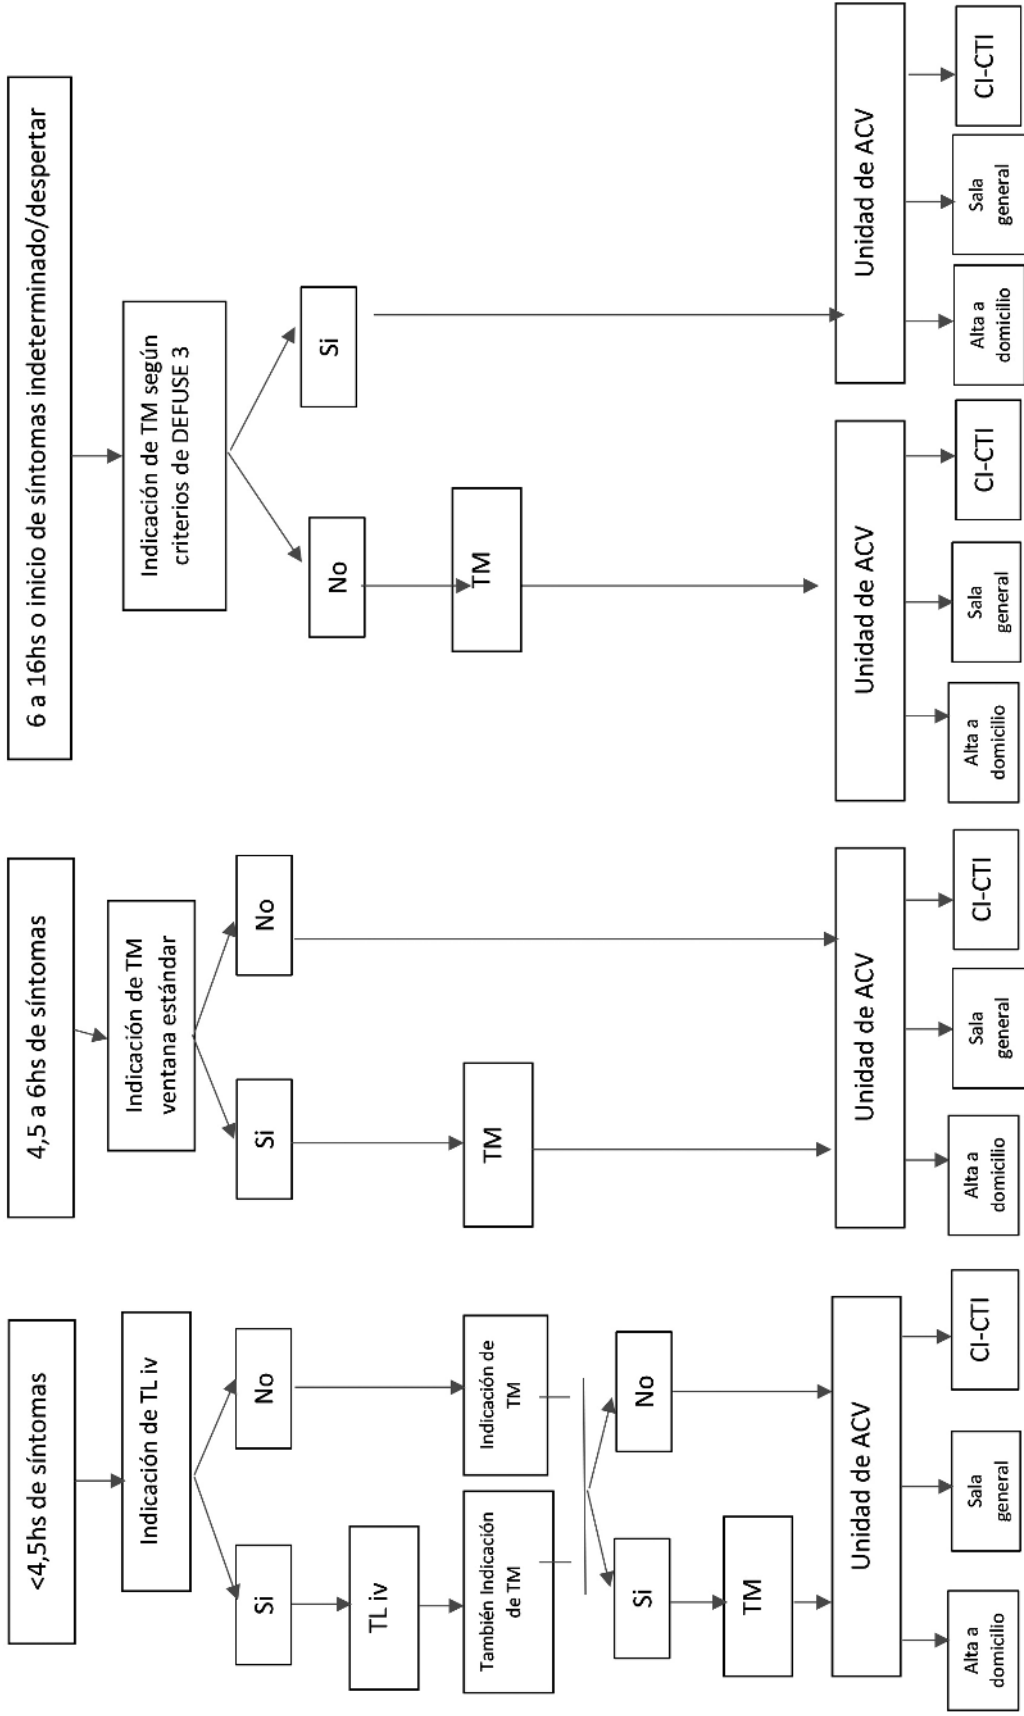 <4,5hs de síntomas
Indicación de TL iv
Si
No
TL iv
También Indicación
de TM
Indicación de
TM
Si
No
TM
Unidad de ACV
Alta a
domicilio
Sala
general
CI-CTI
4,5 a 6hs de síntomas
Indicación de TM
ventana estándar
Si
No
TM
Unidad de ACV
Alta a
domicilio
Sala
general
CI-CTI
6 a 16hs o inicio de síntomas indeterminado/despertar
Indicación de TM según
criterios de DEFUSE 3
No
Si
TM
Unidad de ACV
Alta a
domicilio
Sala
general
CI-CTI
Unidad de ACV
Alta a
domicilio
Sala
general
CI-CTI